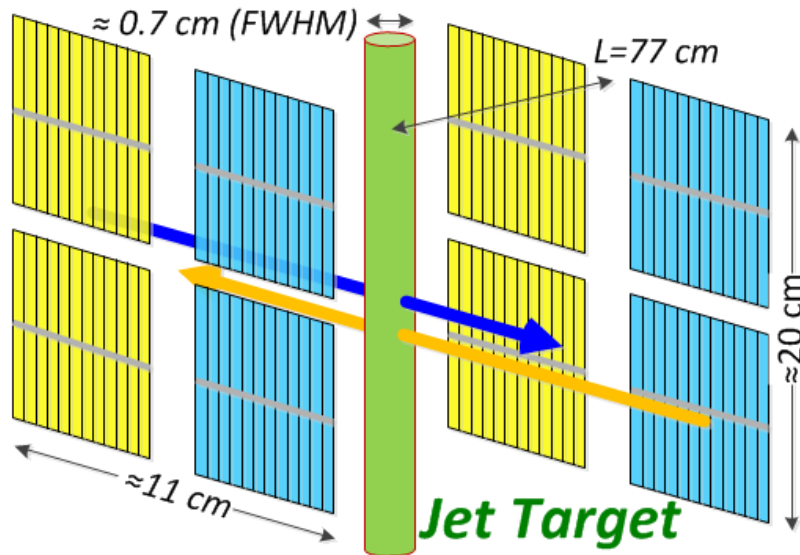 ≈ 0.7 cm (FWHM)
L=77 cm
≈20 cm
≈11 cm
Jet Target